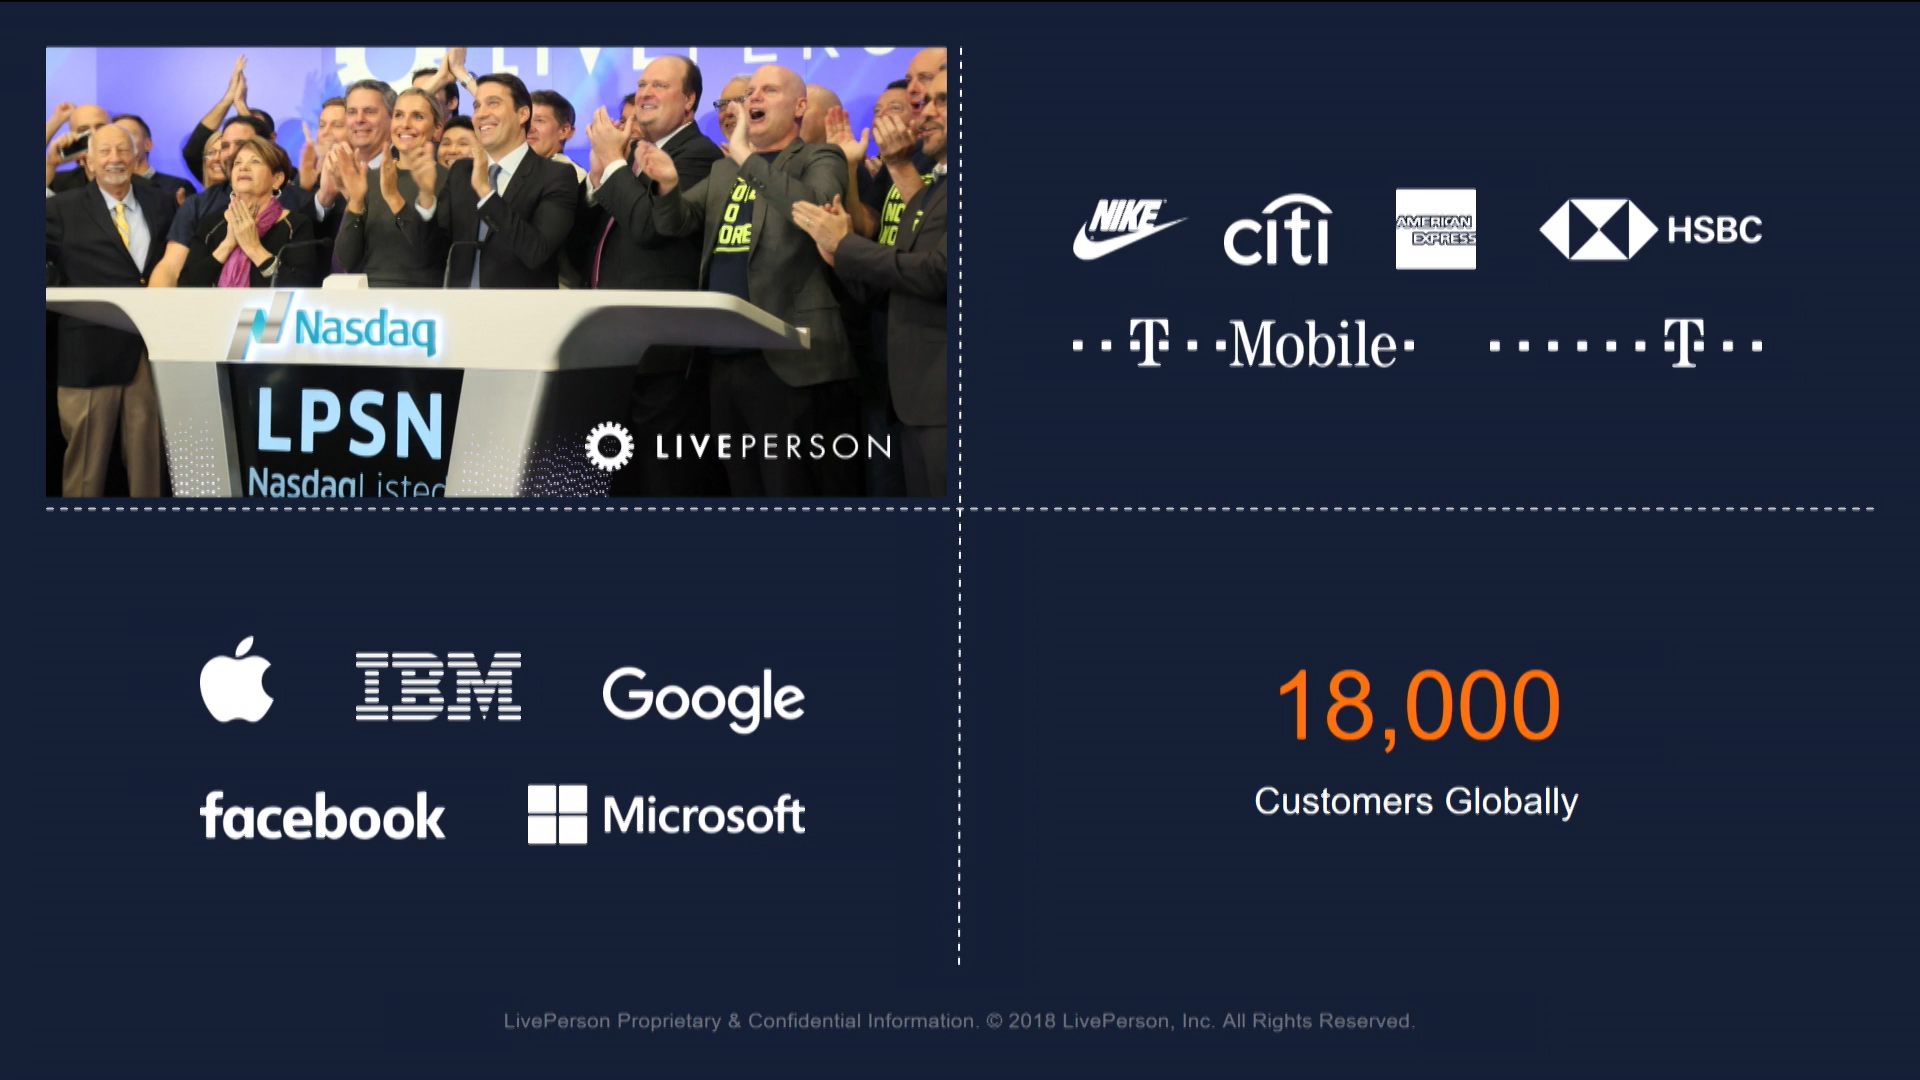 Nasdaq
LPSN
NasdaqListed
LIVEPERSON
NIKE
citi
AMERICAN
EXPRESS
HSBC
T Mobile
T
IBM
Google
facebook
Microsoft
18,000
Customers Globally
LivePerson Proprietary & Confidential Information. © 2018 LivePerson, Inc. All Rights Reserved.